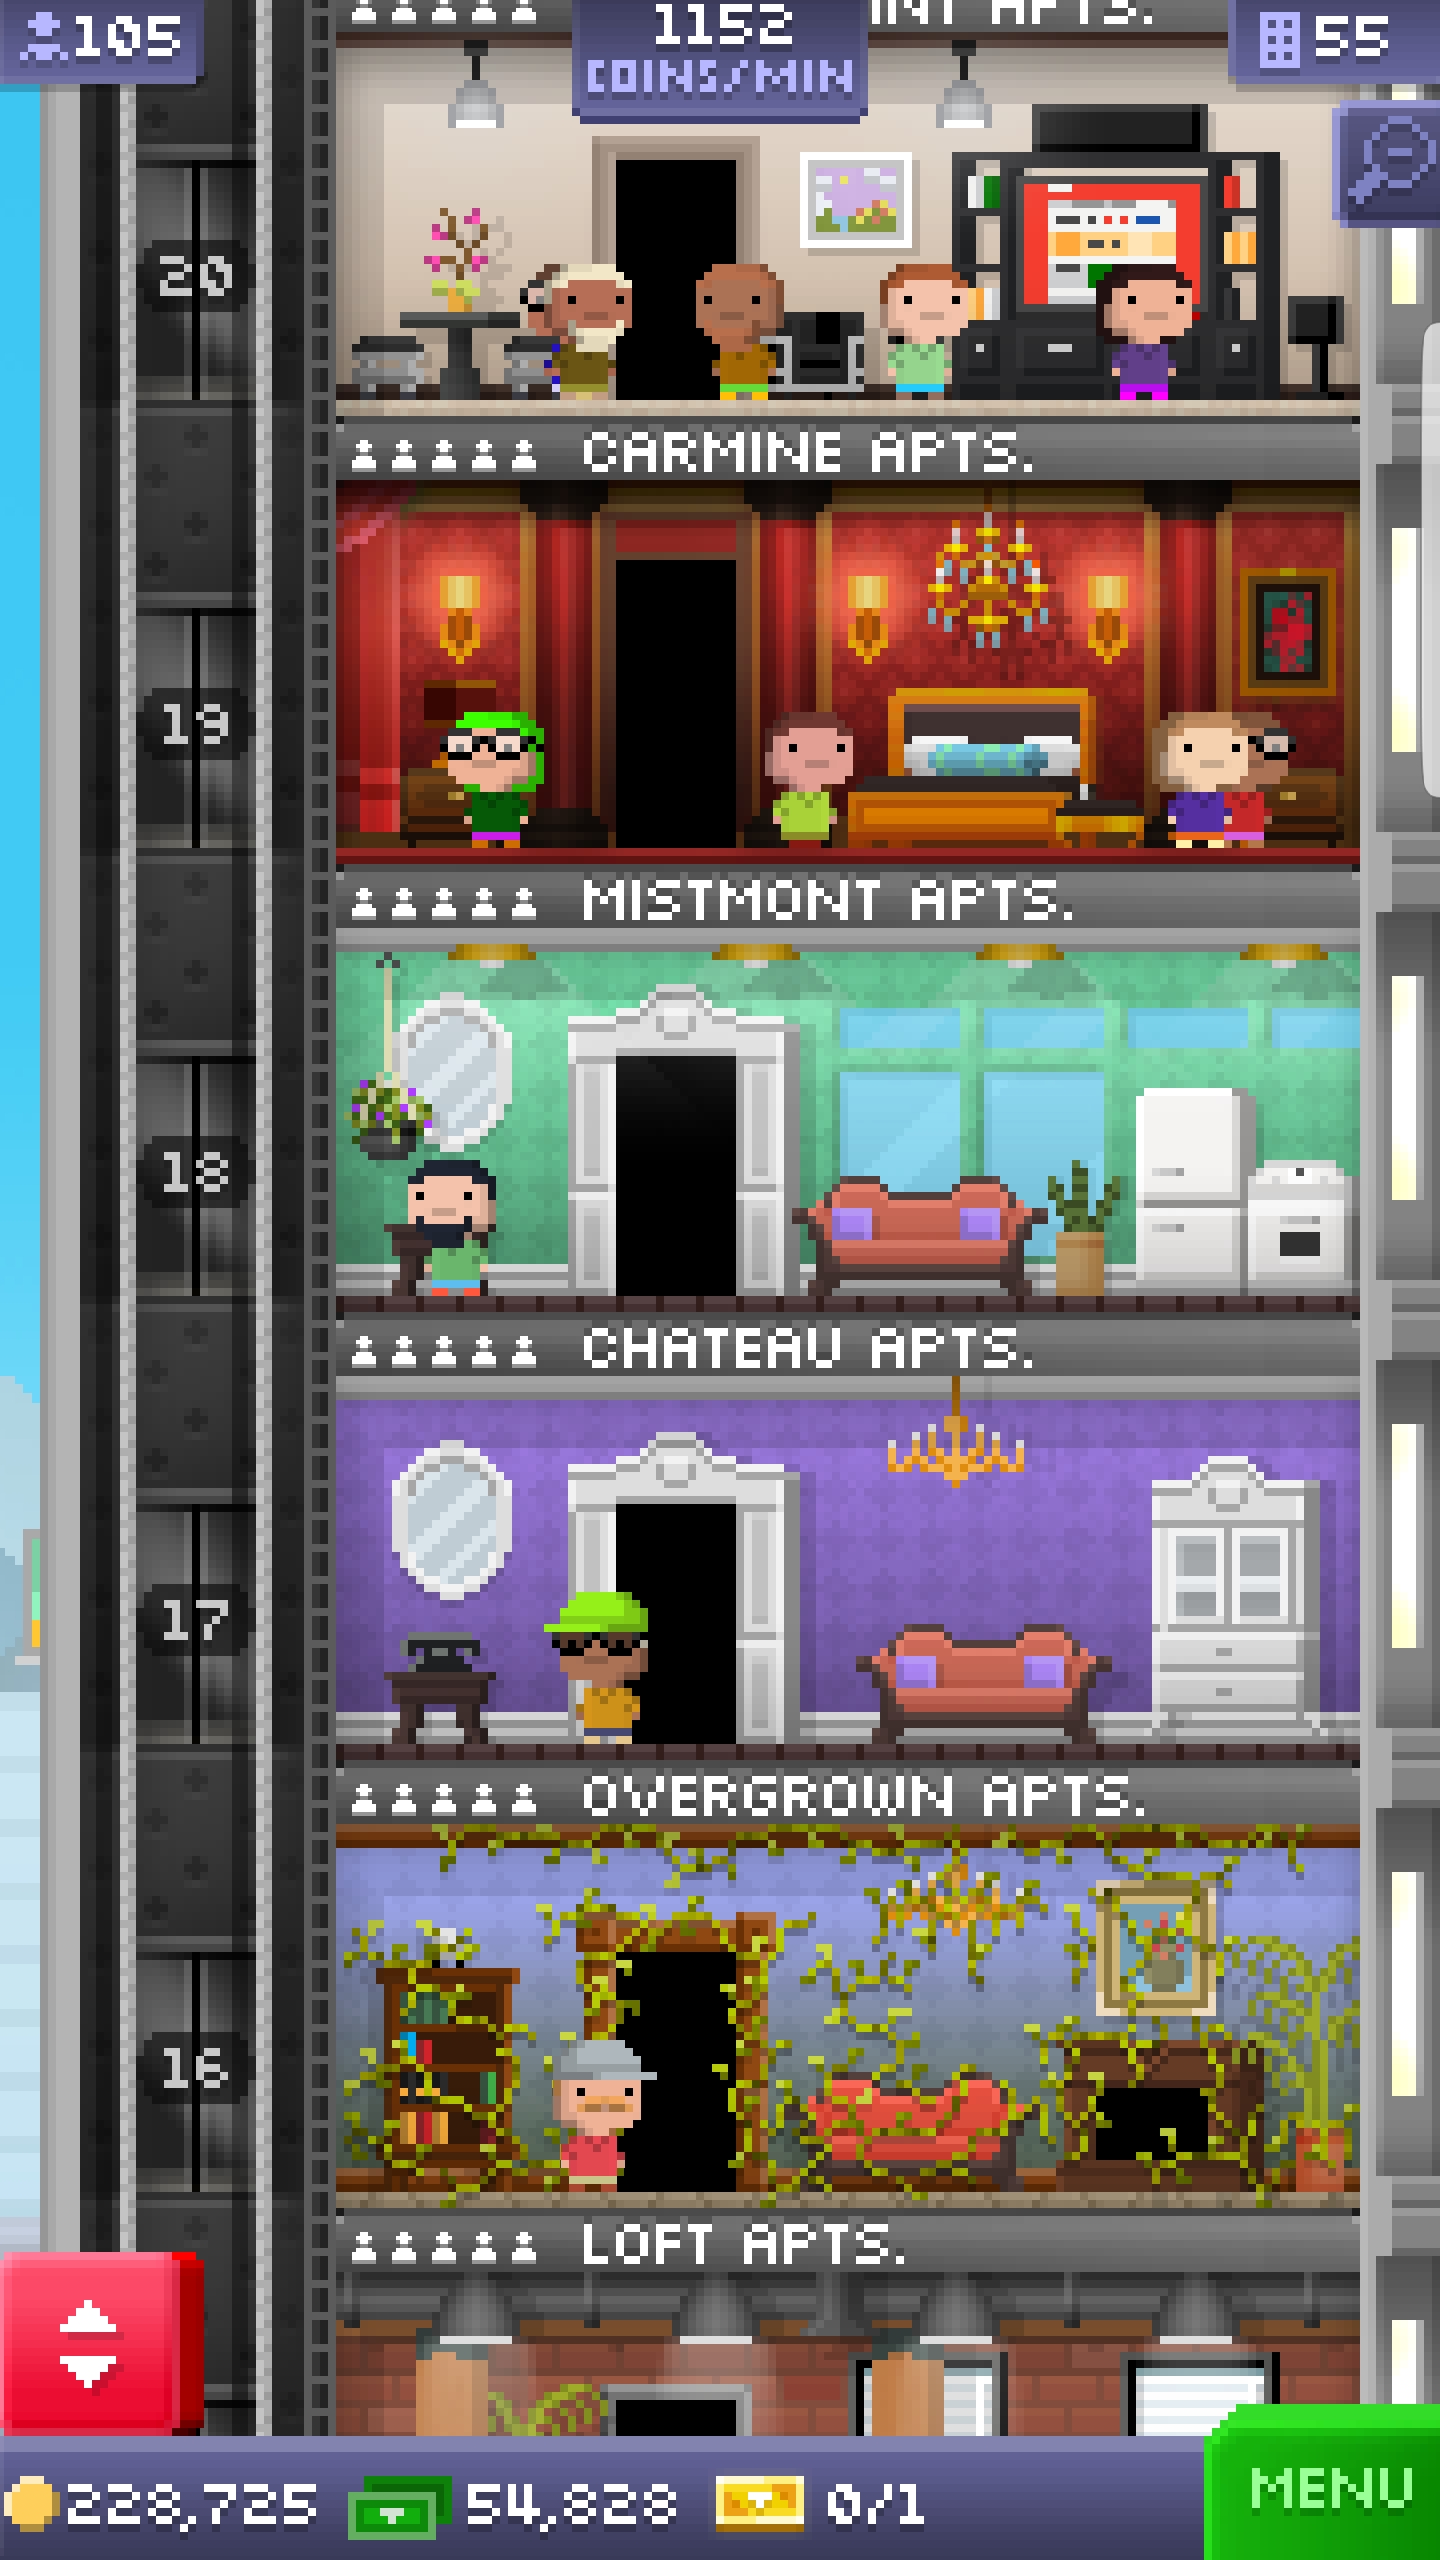 105
1152
COINS/MIN
APTS.
55
20
CARMINE APTS.
19
MISTMONT APTS.
18
CHATEAU APTS.
17
OVERGROWN APTS.
16
LOFT APTS.
228,725
54,828
0/1
MENU